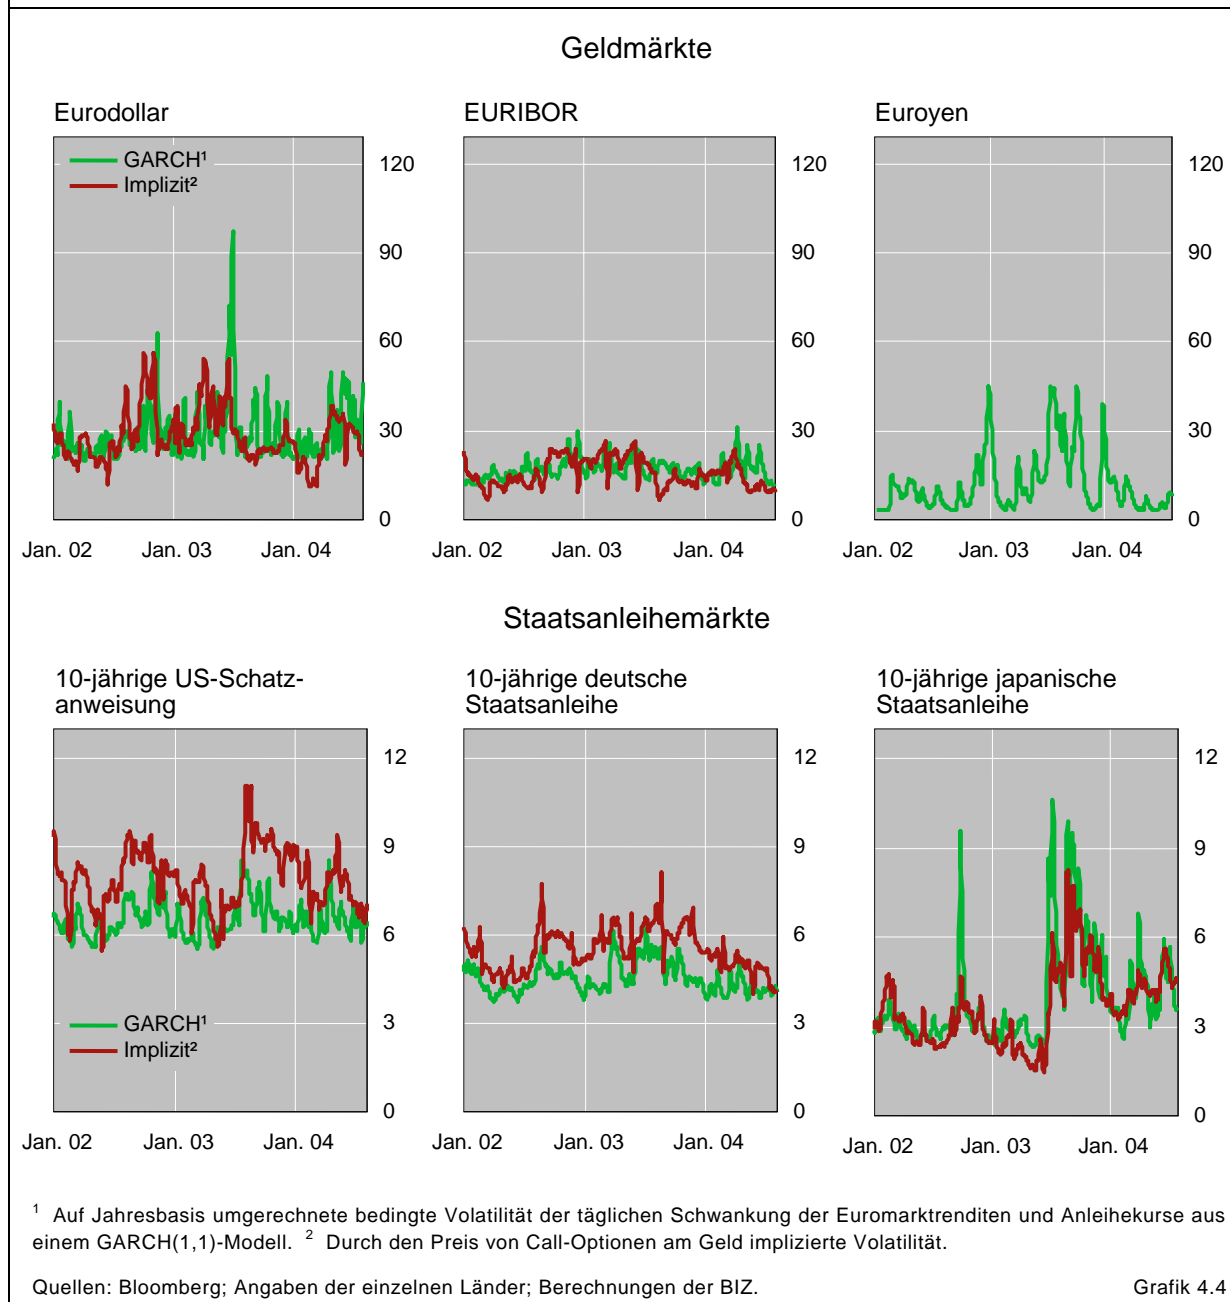 Geldmärkte
Eurodollar
EURIBOR
Euroyen
GARCH¹
Implizit²
120
90
60
30
0
120
90
60
30
0
120
90
60
30
0
Jan. 02 Jan. 03 Jan. 04
Jan. 02 Jan. 03 Jan. 04
Jan. 02 Jan. 03 Jan. 04
Staatsanleihemärkte
10-jährige US-Schatz-
anweisung
10-jährige deutsche
Staatsanleihe
10-jährige japanische
Staatsanleihe
12
9
6
3
0
GARCH¹
Implizit²
12
9
6
3
0
12
9
6
3
0
Jan. 02 Jan. 03 Jan. 04
Jan. 02 Jan. 03 Jan. 04
Jan. 02 Jan. 03 Jan. 04
¹ Auf Jahresbasis umgerechnete bedingte Volatilität der täglichen Schwankung der Euromarktrenditen und Anleihekurse aus
einem GARCH(1,1)-Modell. ² Durch den Preis von Call-Optionen am Geld implizierte Volatilität.
Quellen: Bloomberg; Angaben der einzelnen Länder; Berechnungen der BIZ. Grafik 4.4